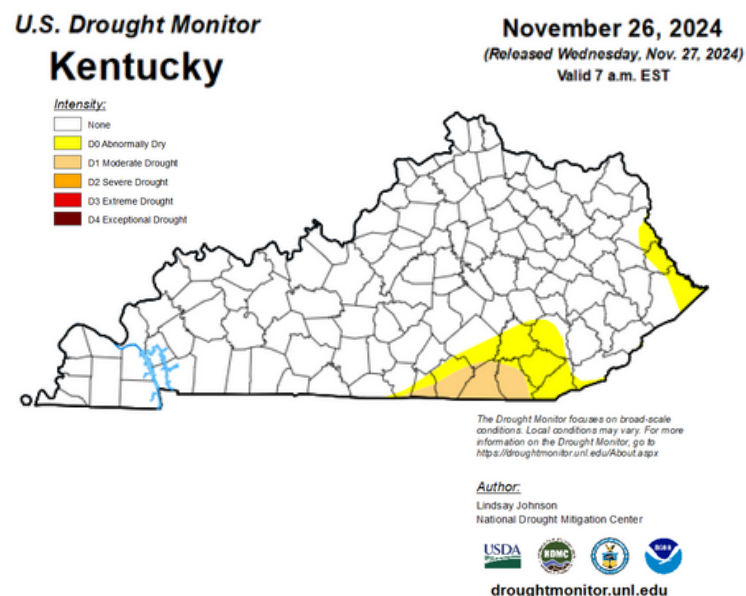 U.S. Drought Monitor
Kentucky
November 26, 2024
(Released Wednesday, Nov. 27, 2024)
Valid 7 a.m. EST
Intensity:
None
D0 Abnormally Dry
D1 Moderate Drought
D2 Severe Drought
D3 Extreme Drought
D4 Exceptional Drought
The Drought Monitor focuses on broad-scale
conditions. Local conditions may vary. For more
information on the Drought Monitor, go to
https://droughtmonitor.unl.edu/About.aspx
Author:
Lindsay Johnson
National Drought Mitigation Center
USDA
NDMC
droughtmonitor.unl.edu